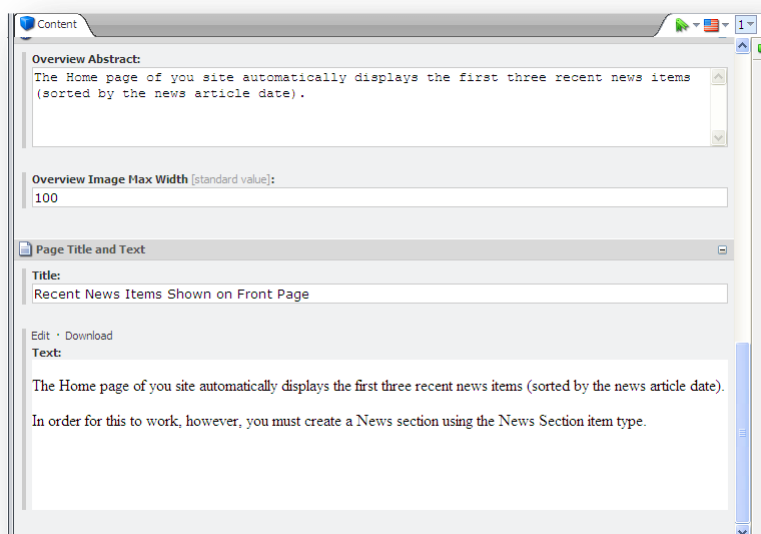 Content
1
Overview Abstract:
The Home page of you site automatically displays the first three recent news items
(sorted by the news article date).
Overview Image Max Width [standard value]:
100
Page Title and Text
Title:
Recent News Items Shown on Front Page
Edit · Download
Text:
The Home page of you site automatically displays the first three recent news items (sorted by the news article date).
In order for this to work, however, you must create a News section using the News Section item type.